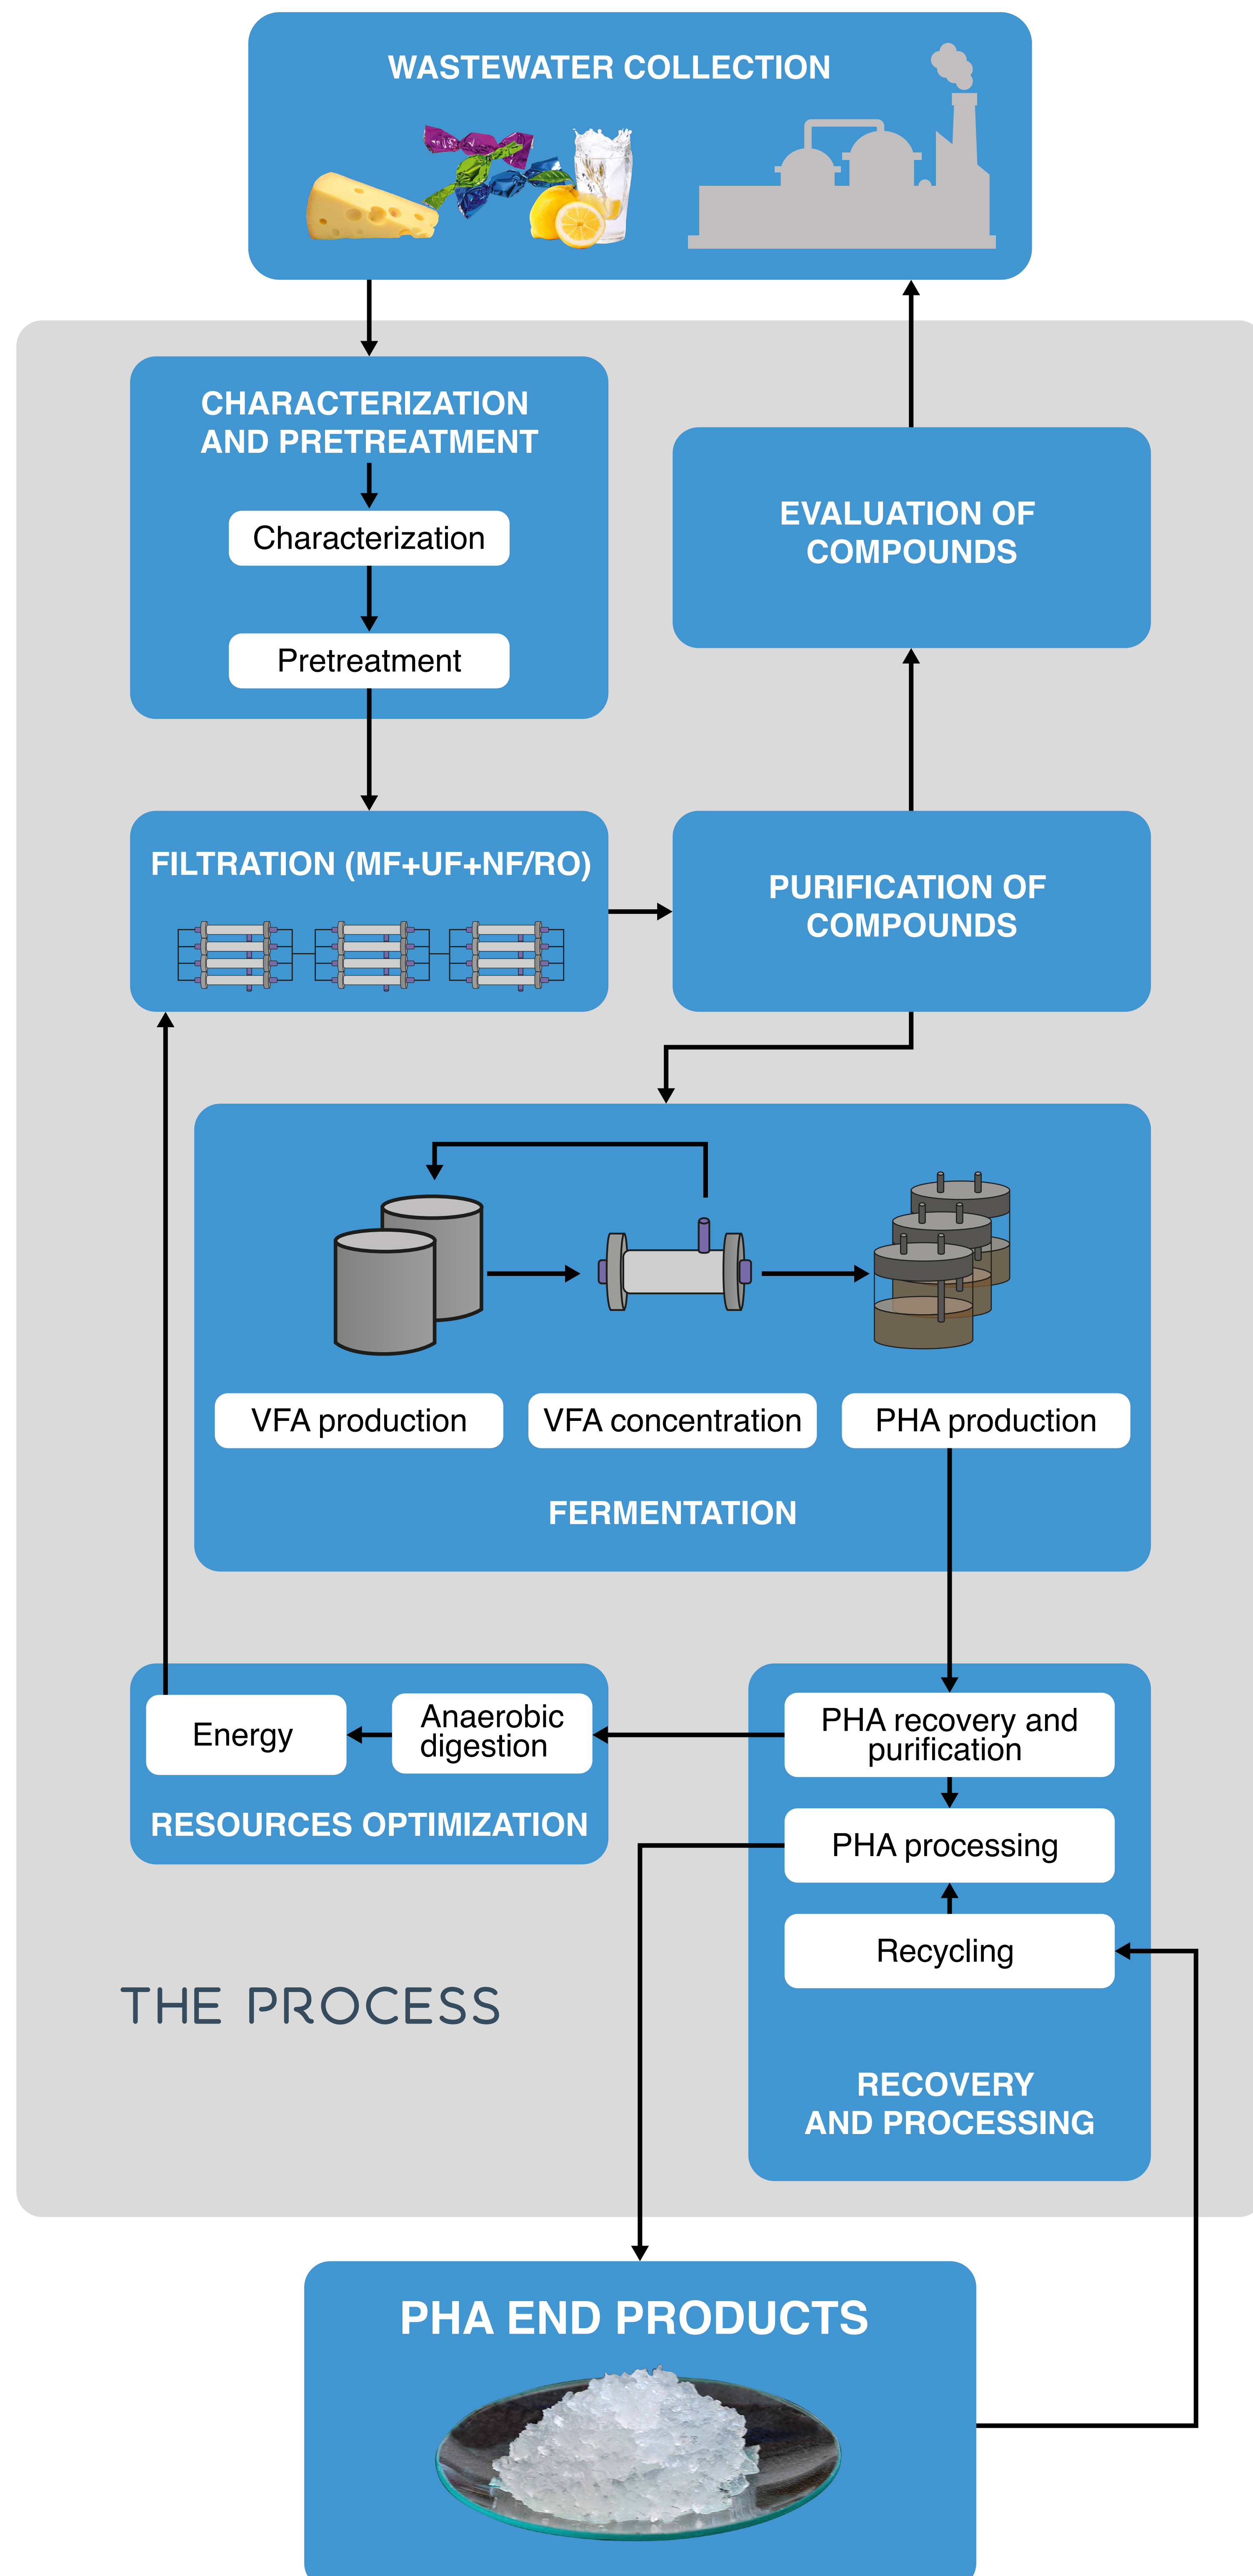 WASTEWATER COLLECTION
CHARACTERIZATION
AND PRETREATMENT
Characterization
Pretreatment
EVALUATION OF
COMPOUNDS
FILTRATION (MF+UF+NF/RO)
PURIFICATION OF
COMPOUNDS
VFA production
VFA concentration
PHA production
FERMENTATION
Energy
Anaerobic
digestion
RESOURCES OPTIMIZATION
PHA recovery and
purification
PHA processing
Recycling
RECOVERY
AND PROCESSING
THE PROCESS
PHA END PRODUCTS